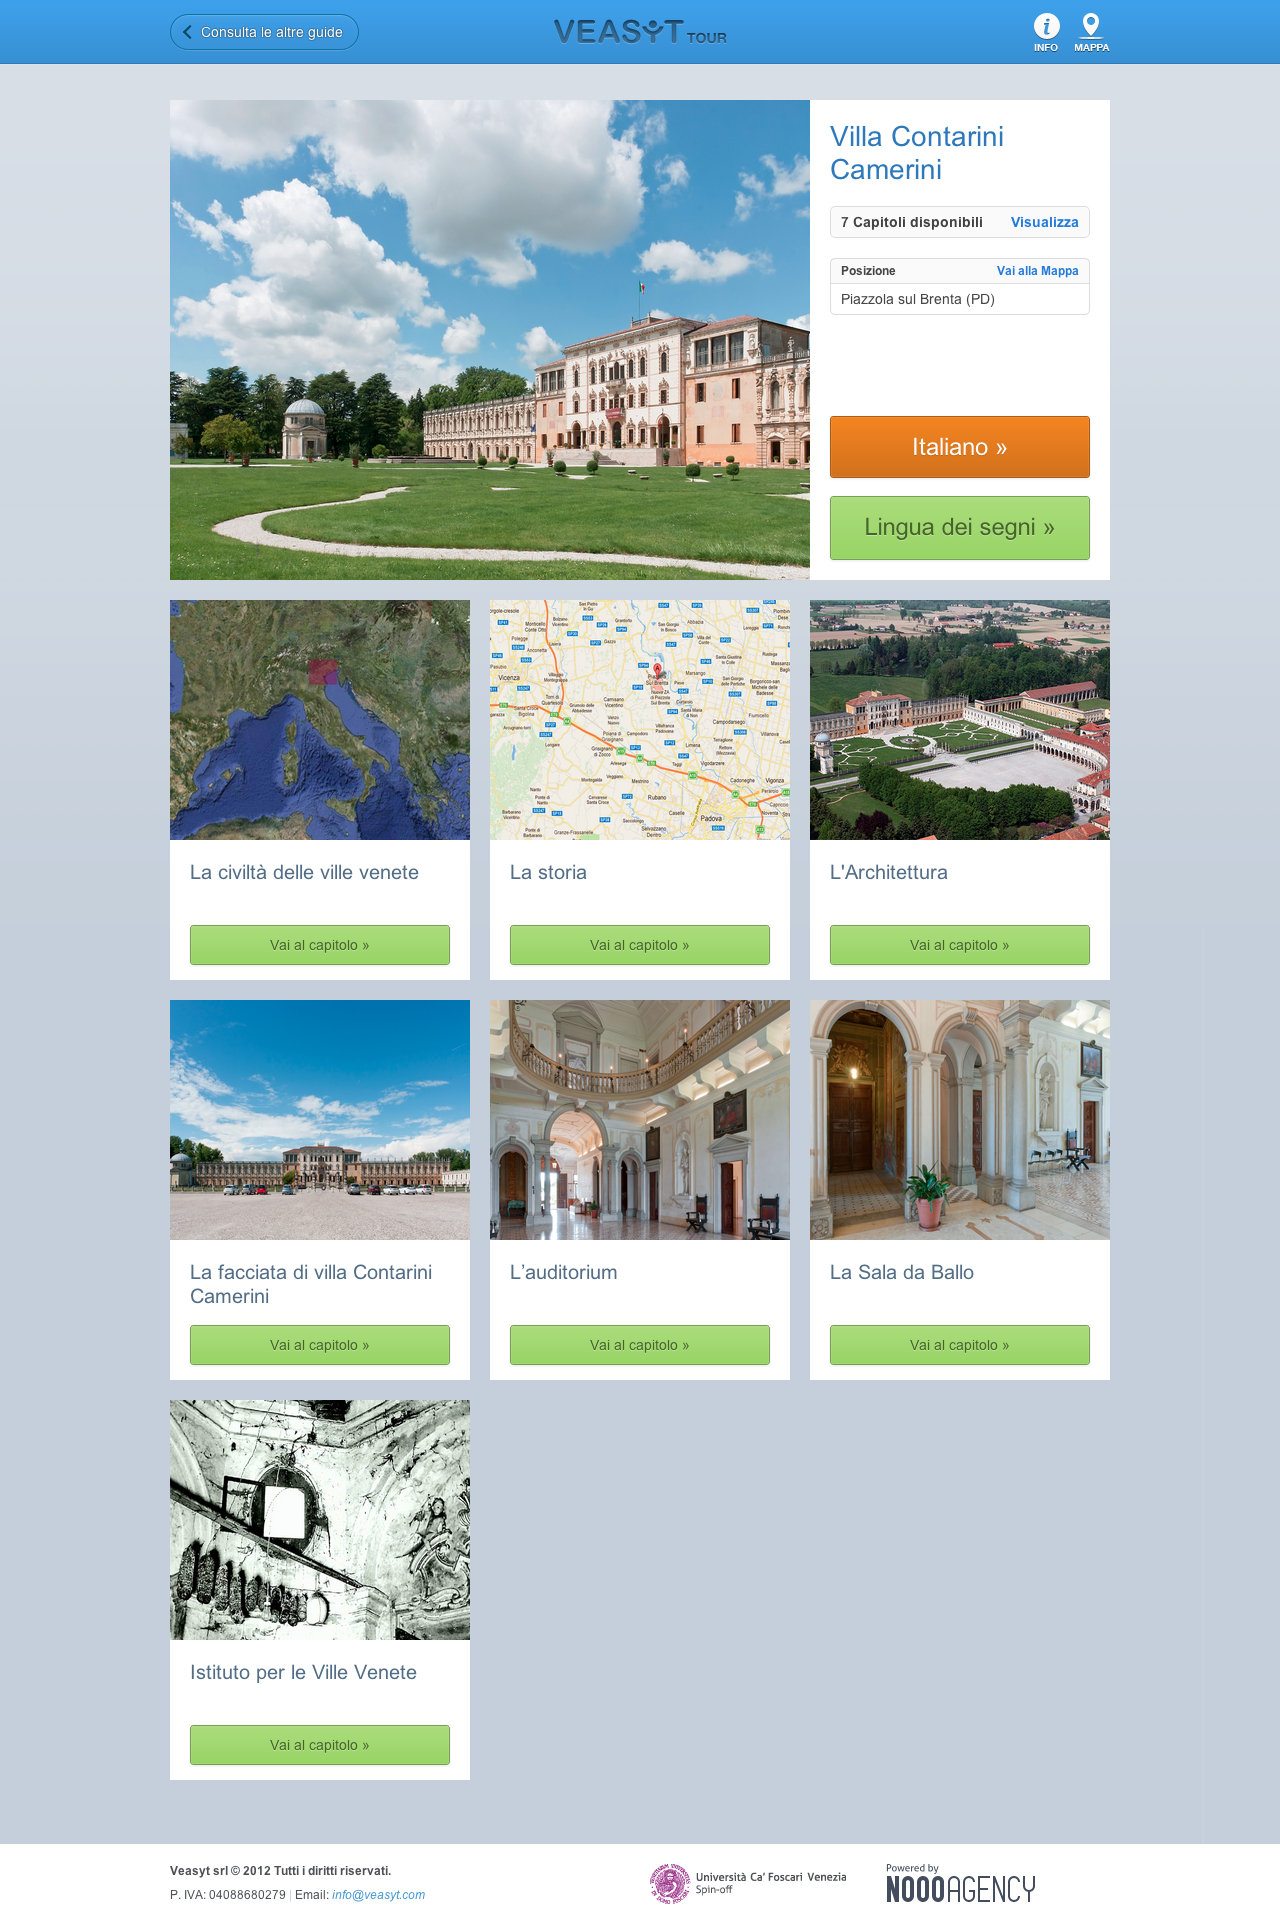 Consulta le altre guide
VEASYT TOUR
INFO
MAPPA
Villa Contarini
Camerini
7 Capitoli disponibili Visualizza
Posizione Vai alla Mappa
Piazzola sul Brenta (PD)
Italiano »
Lingua dei segni »
Vicenza
Padova
Rubano
La civiltà delle ville venete
La storia
L'Architettura
Vai al capitolo »
Vai al capitolo »
Vai al capitolo »
La facciata di villa Contarini
Camerini
L’auditorium
La Sala da Ballo
Vai al capitolo »
Vai al capitolo »
Vai al capitolo »
Istituto per le Ville Venete
Vai al capitolo »
Veasyt srl © 2012 Tutti i diritti riservati.
P. IVA: 04088680279 | Email: info@veasyt.com
Università Ca’ Foscari Venezia
Spin-off
Powered by
NOOO AGENCY